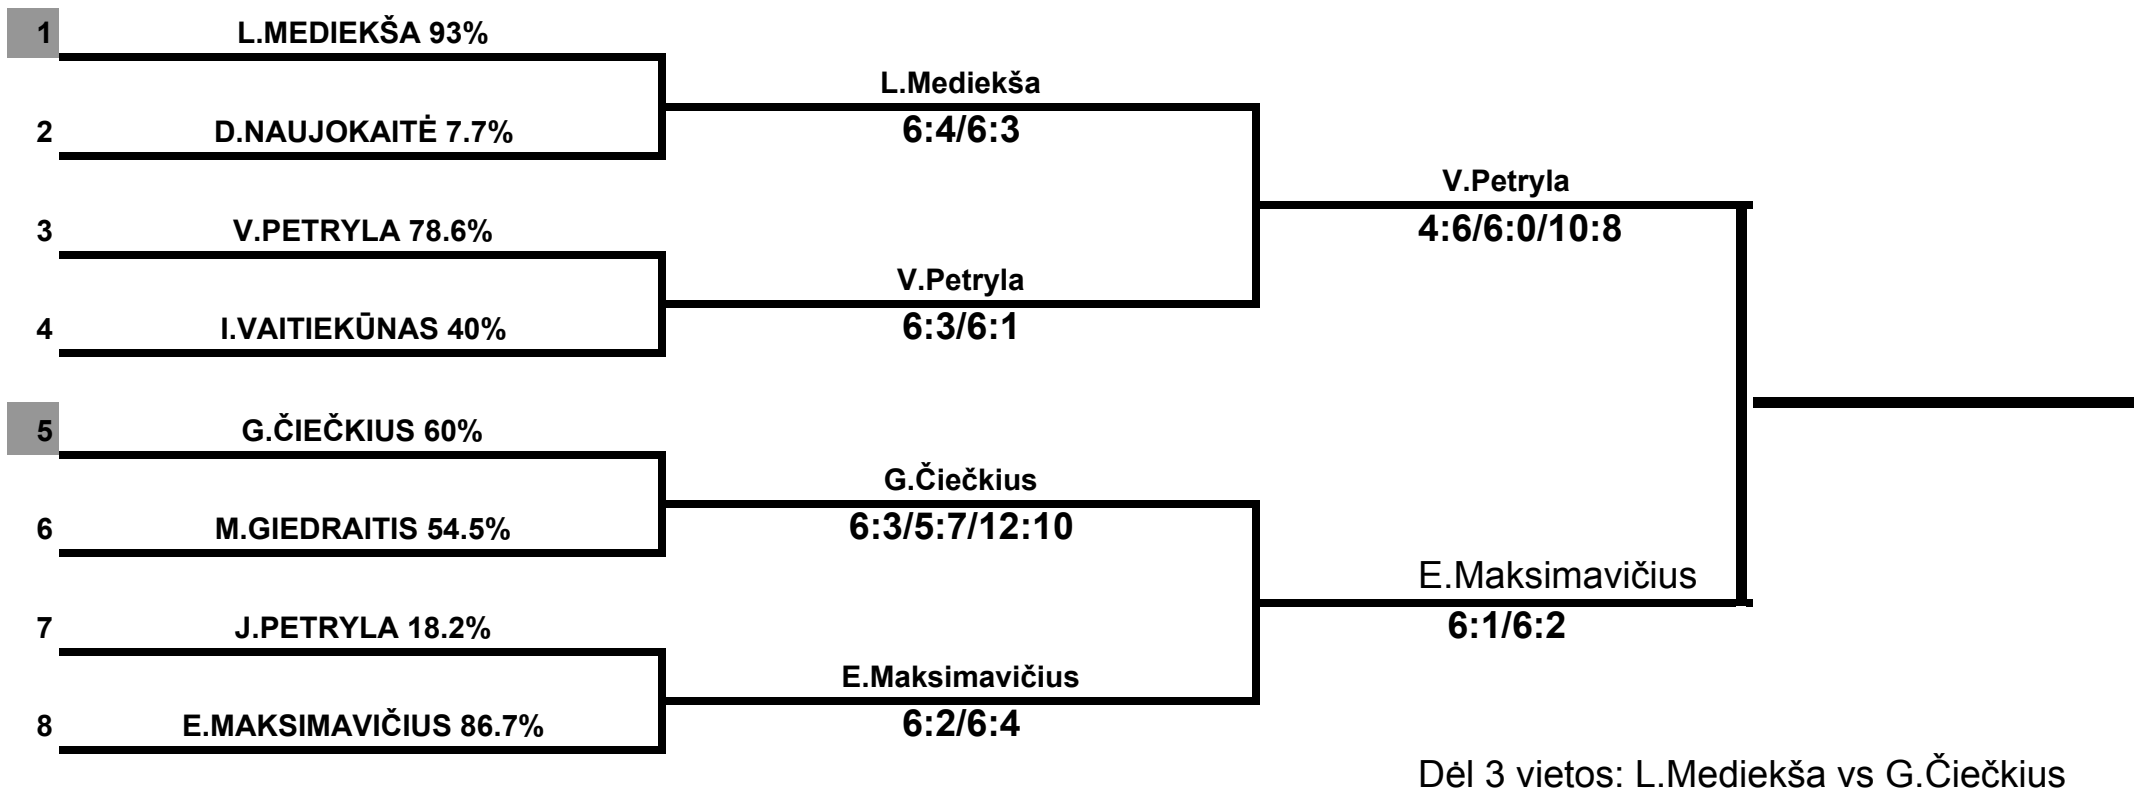 1 L.MEDIEKŠA 93%
L.Mediekša
2 D.NAUJOKAITĖ 7.7%
6:4/6:3
V.Petryla
3 V.PETRYLA 78.6%
4:6/6:0/10:8
V.Petryla
4 I.VAITIEKŪNAS 40%
6:3/6:1
5 G.ČIEČKIUS 60%
G.Čiečkius
6 M.GIEDRAITIS 54.5%
6:3/5:7/12:10
E.Maksimavičius
7 J.PETRYLA 18.2%
6:1/6:2
E.Maksimavičius
8 E.MAKSIMAVIČIUS 86.7%
6:2/6:4
Dėl 3 vietos: L.Mediekša vs G.Čiečkius